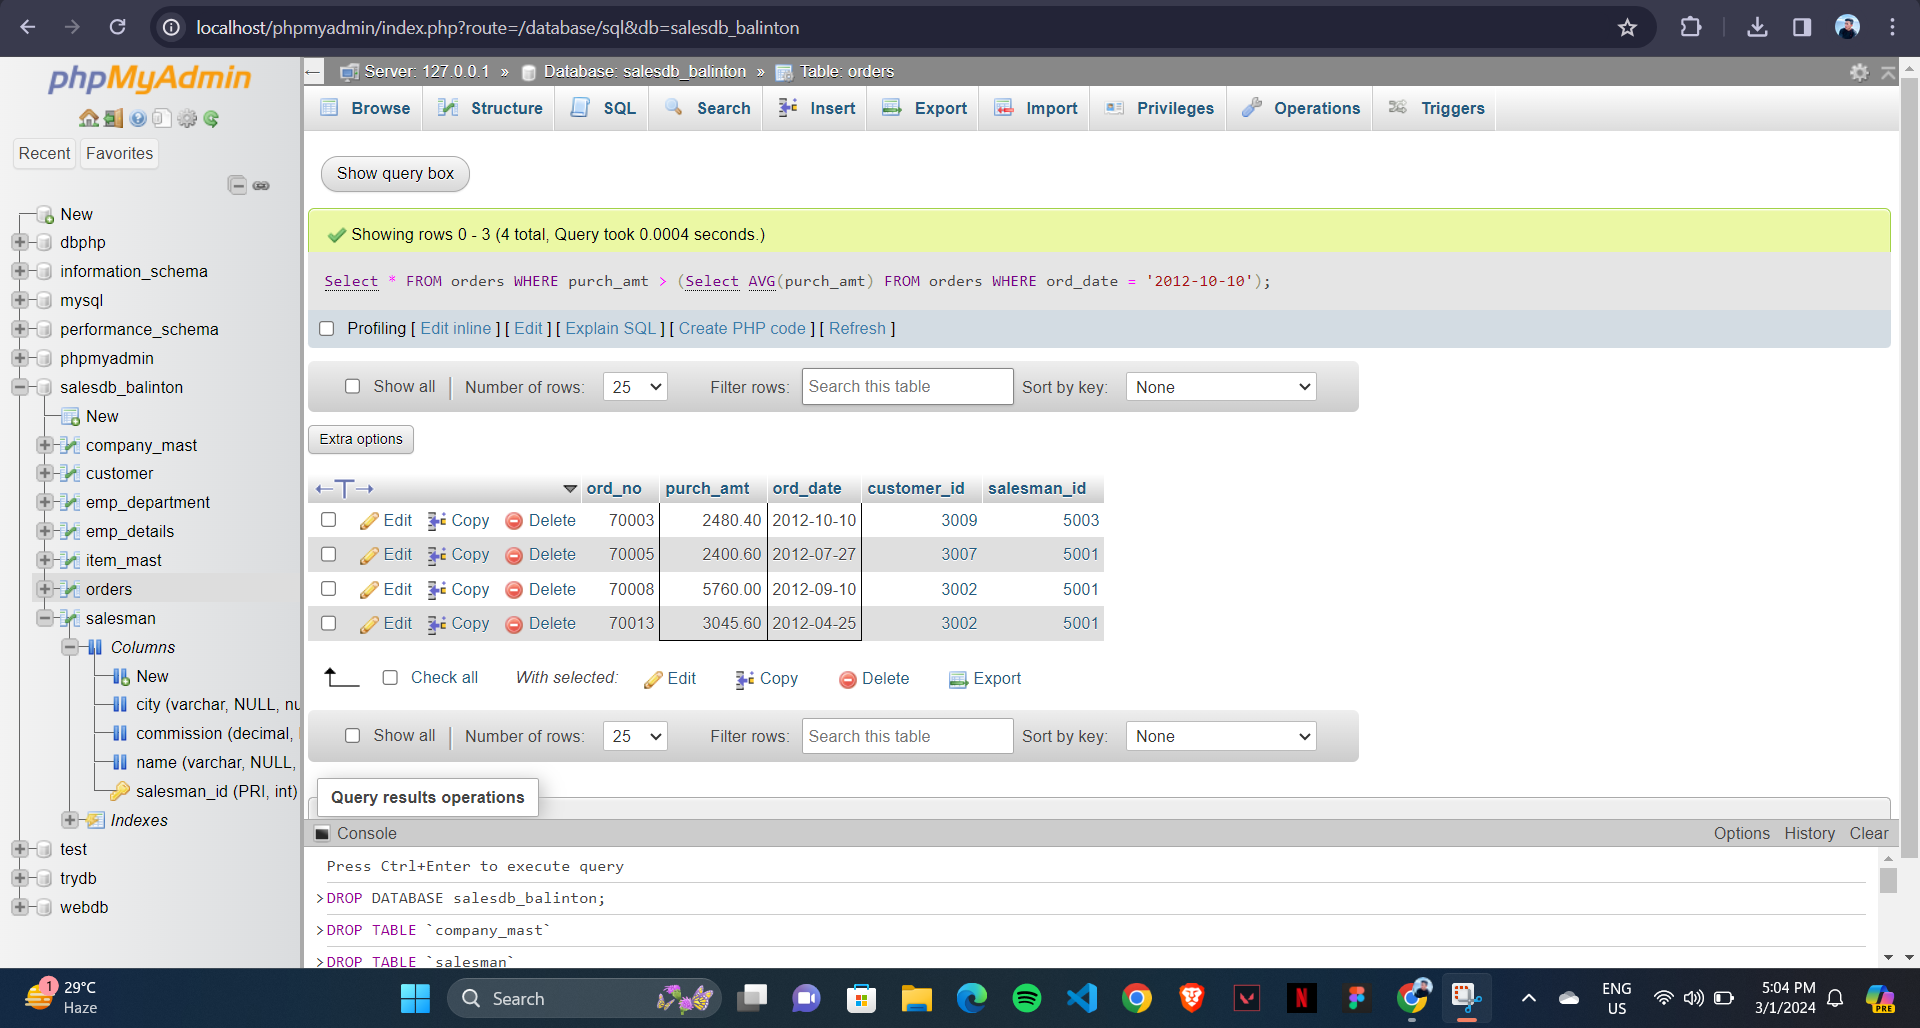 localhost/phpmyadmin/index.php?route=/database/sql&db=salesdb_balinton
phpMyAdmin
Recent Favorites
New
dbphp
information_schema
mysql
performance_schema
phpmyadmin
salesdb_balinton
New
company_mast
customer
emp_department
emp_details
item_mast
orders
salesman
Columns
New
city (varchar, NULL, nu
commission (decimal,
name (varchar, NULL,
salesman_id (PRI, int)
Indexes
test
trydb
webdb
← Server: 127.0.0.1 » Database: salesdb_balinton » Table: orders
Browse Structure SQL Search Insert Export Import Privileges Operations Triggers
Show query box
Showing rows 0 - 3 (4 total, Query took 0.0004 seconds.)
Select * FROM orders WHERE purch_amt > (Select AVG(purch_amt) FROM orders WHERE ord_date = '2012-10-10');
Profiling [ Edit inline ] [ Edit ] [ Explain SQL ] [ Create PHP code ] [ Refresh ]
Show all | Number of rows: 25 Filter rows: Search this table Sort by key: None
Extra options
←T→ ord_no purch_amt ord_date customer_id salesman_id
Edit Copy Delete 70003 2480.40 2012-10-10 3009 5003
Edit Copy Delete 70005 2400.60 2012-07-27 3007 5001
Edit Copy Delete 70008 5760.00 2012-09-10 3002 5001
Edit Copy Delete 70013 3045.60 2012-04-25 3002 5001
Check all With selected: Edit Copy Delete Export
Show all | Number of rows: 25 Filter rows: Search this table Sort by key: None
Query results operations
Console Options History Clear
Press Ctrl+Enter to execute query
>DROP DATABASE salesdb_balinton;
>DROP TABLE `company_mast`
>DROP TABLE `salesman`
1 29°C
Haze
Search
PRE
ENG
US
5:04 PM
3/1/2024